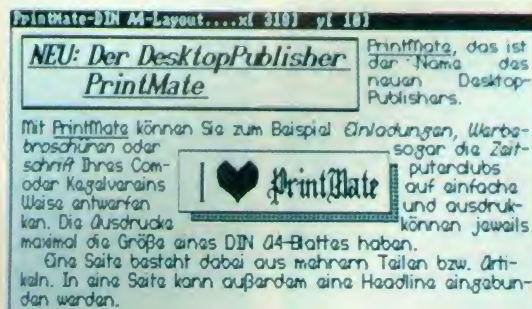 PrintMate-DIN A4-Layout....x[ 318] y[ 18]
NEU: Der DesktopPublisher
PrintMate
PrintMate, das ist
der Name des
neuen Desktop-
Publishers.
Mit PrintMate können Sie zum Beispiel Einladungen, Werbe-
broschüren oder sogar die Zeit-
schrift Ihres Com- puterclubs
oder Kegelvereins auf einfache
Weise entwerfen und ausdruk-
ken. Die Ausdrucke können jeweils
I ♥ PrintMate
maximal die Größe eines DIN A4-Blattes haben.
Eine Seite besteht dabei aus mehrern Teilen bzw. Arti-
keln. In eine Seite kann außerdem eine Headline eingebun-
den werden.